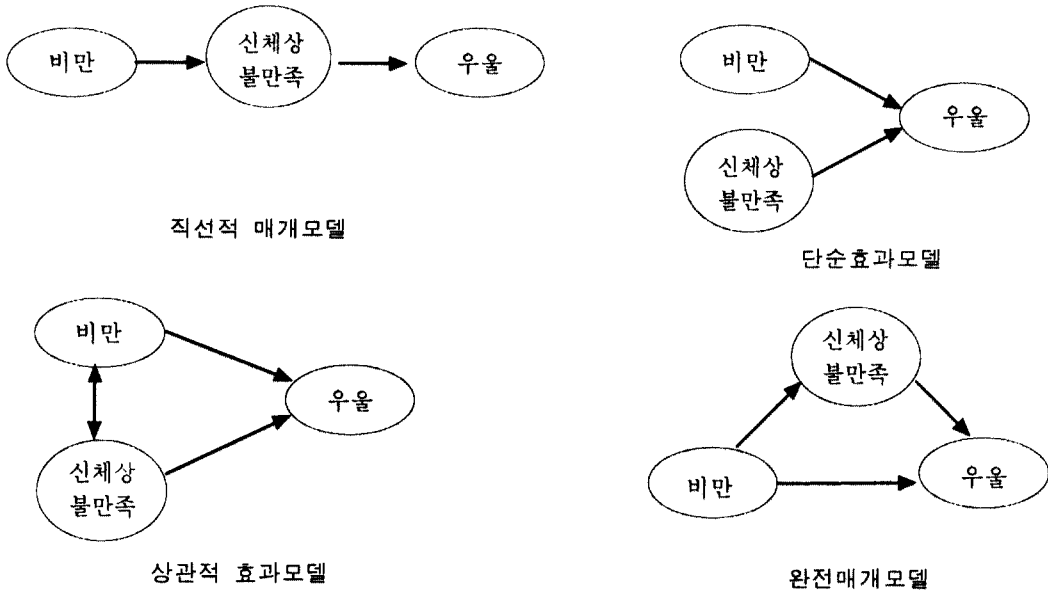 비만
신체상
불만족
우울
직선적 매개모델
비만
신체상
불만족
우울
단순효과모델
비만
신체상
불만족
우울
상관적 효과모델
신체상
불만족
비만
우울
완전매개모델